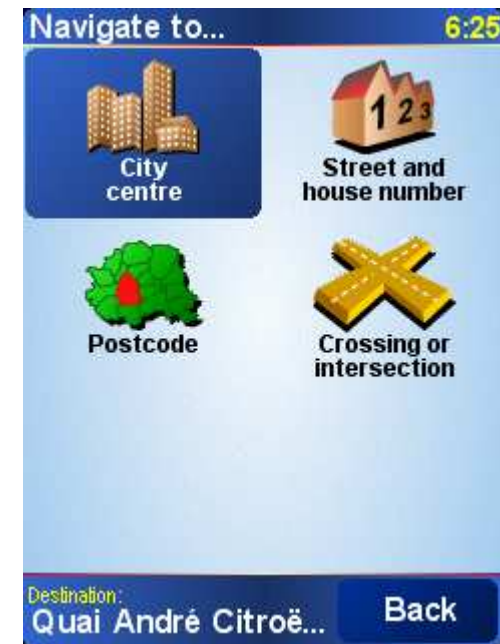 Navigate to... 6:25
City
centre
Street and
house number
1 2 3
Postcode
Crossing or
intersection
Destination:
Quai André Citroë...
Back